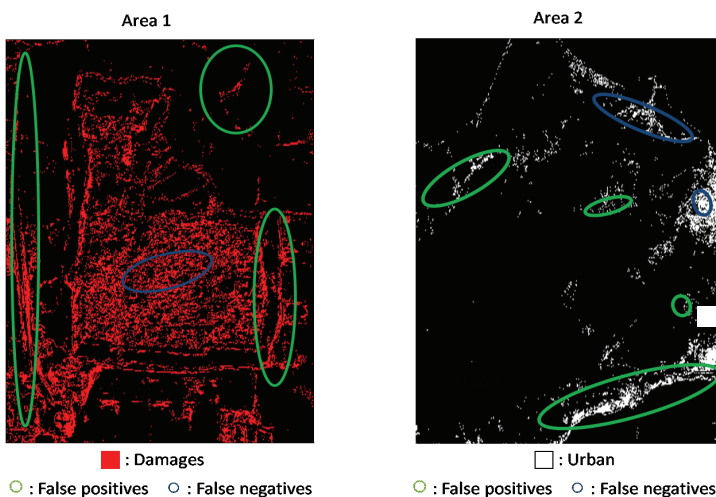 Area 1
Area 2
: Damages
: Urban
: False positives : False negatives
: False positives : False negatives